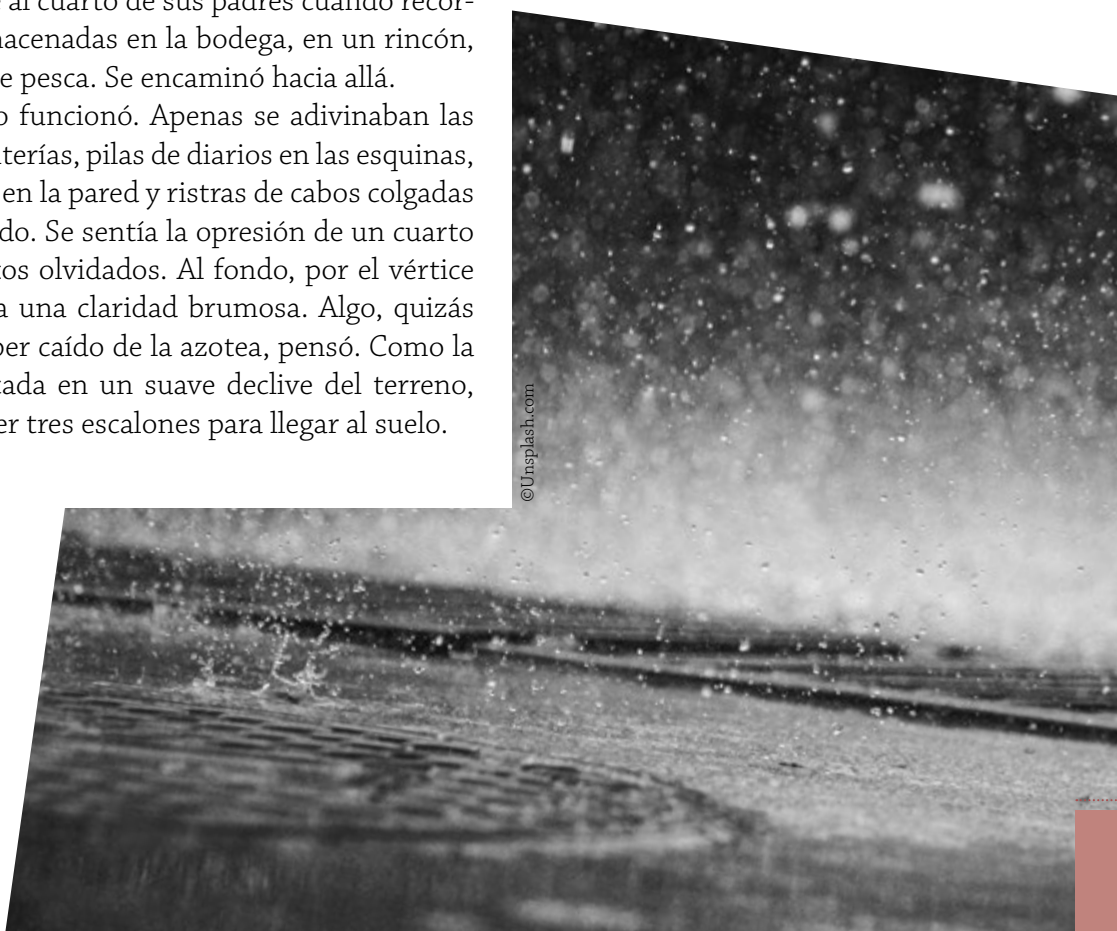 al cuarto de sus padres cuando recor-
macenadas en la bodega, en un rincón,
e pesca. Se encaminó hacia allá.
o funcionó. Apenas se adivinaban las
terías, pilas de diarios en las esquinas,
en la pared y ristras de cabos colgadas
do. Se sentía la opresión de un cuarto
tos olvidados. Al fondo, por el vértice
a una claridad brumosa. Algo, quizás
ber caído de la azotea, pensó. Como la
tada en un suave declive del terreno,
er tres escalones para llegar al suelo.
©Unsplash.com